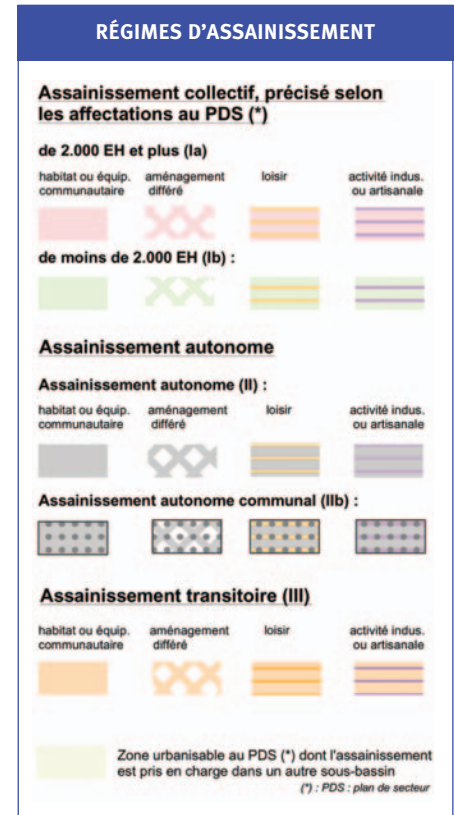 RÉGIMES D'ASSAINISSEMENT
Assainissement collectif, précisé selon
les affectations au PDS (*)
de 2.000 EH et plus (Ia)
habitat ou équip. communautaire aménagement différé loisir activité indus. ou artisanale
de moins de 2.000 EH (Ib) :
Assainissement autonome
Assainissement autonome (II) :
habitat ou équip. communautaire aménagement différé loisir activité indus. ou artisanale
Assainissement autonome communal (IIb) :
Assainissement transitoire (III)
habitat ou équip. communautaire aménagement différé loisir activité indus. ou artisanale
Zone urbanisable au PDS (*) dont l'assainissement
est pris en charge dans un autre sous-bassin
(*) : PDS : plan de secteur